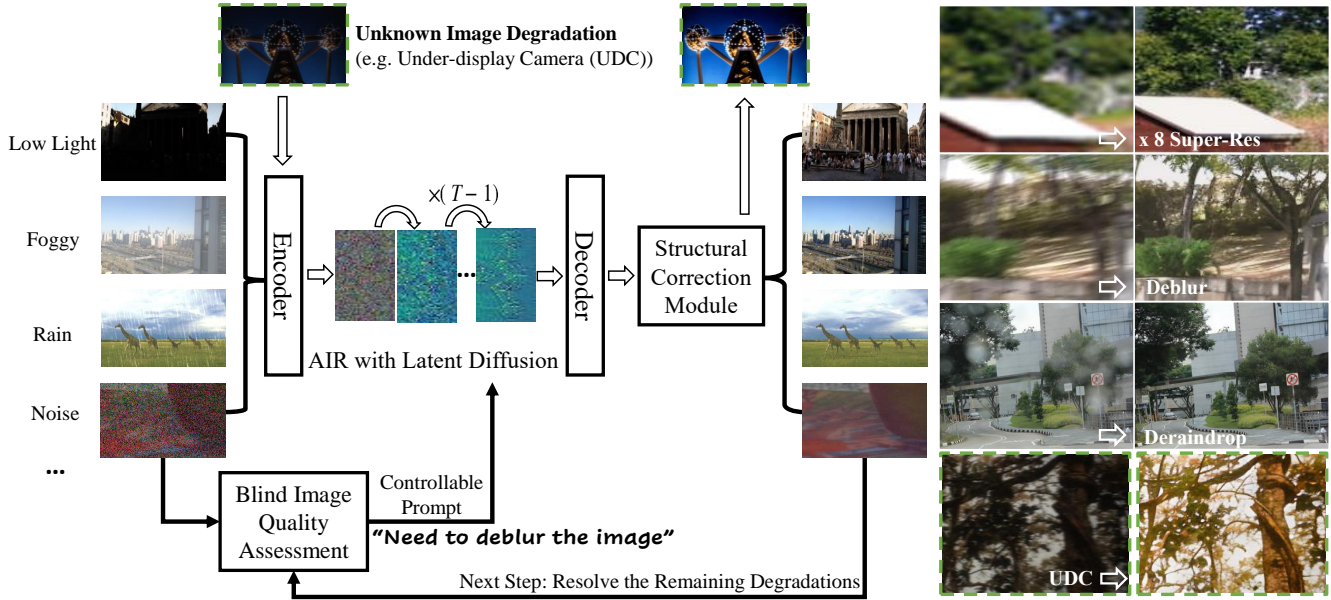 Unknown Image Degradation
(e.g. Under-display Camera (UDC))
Low Light
Foggy
Rain
Noise
...
Encoder
×(T−1)
...
AIR with Latent Diffusion
Decoder
Structural
Correction
Module
Blind Image
Quality
Assessment
Controllable
Prompt
“Need to deblur the image”
Next Step: Resolve the Remaining Degradations
x 8 Super-Res
Deblur
Deraindrop
UDC